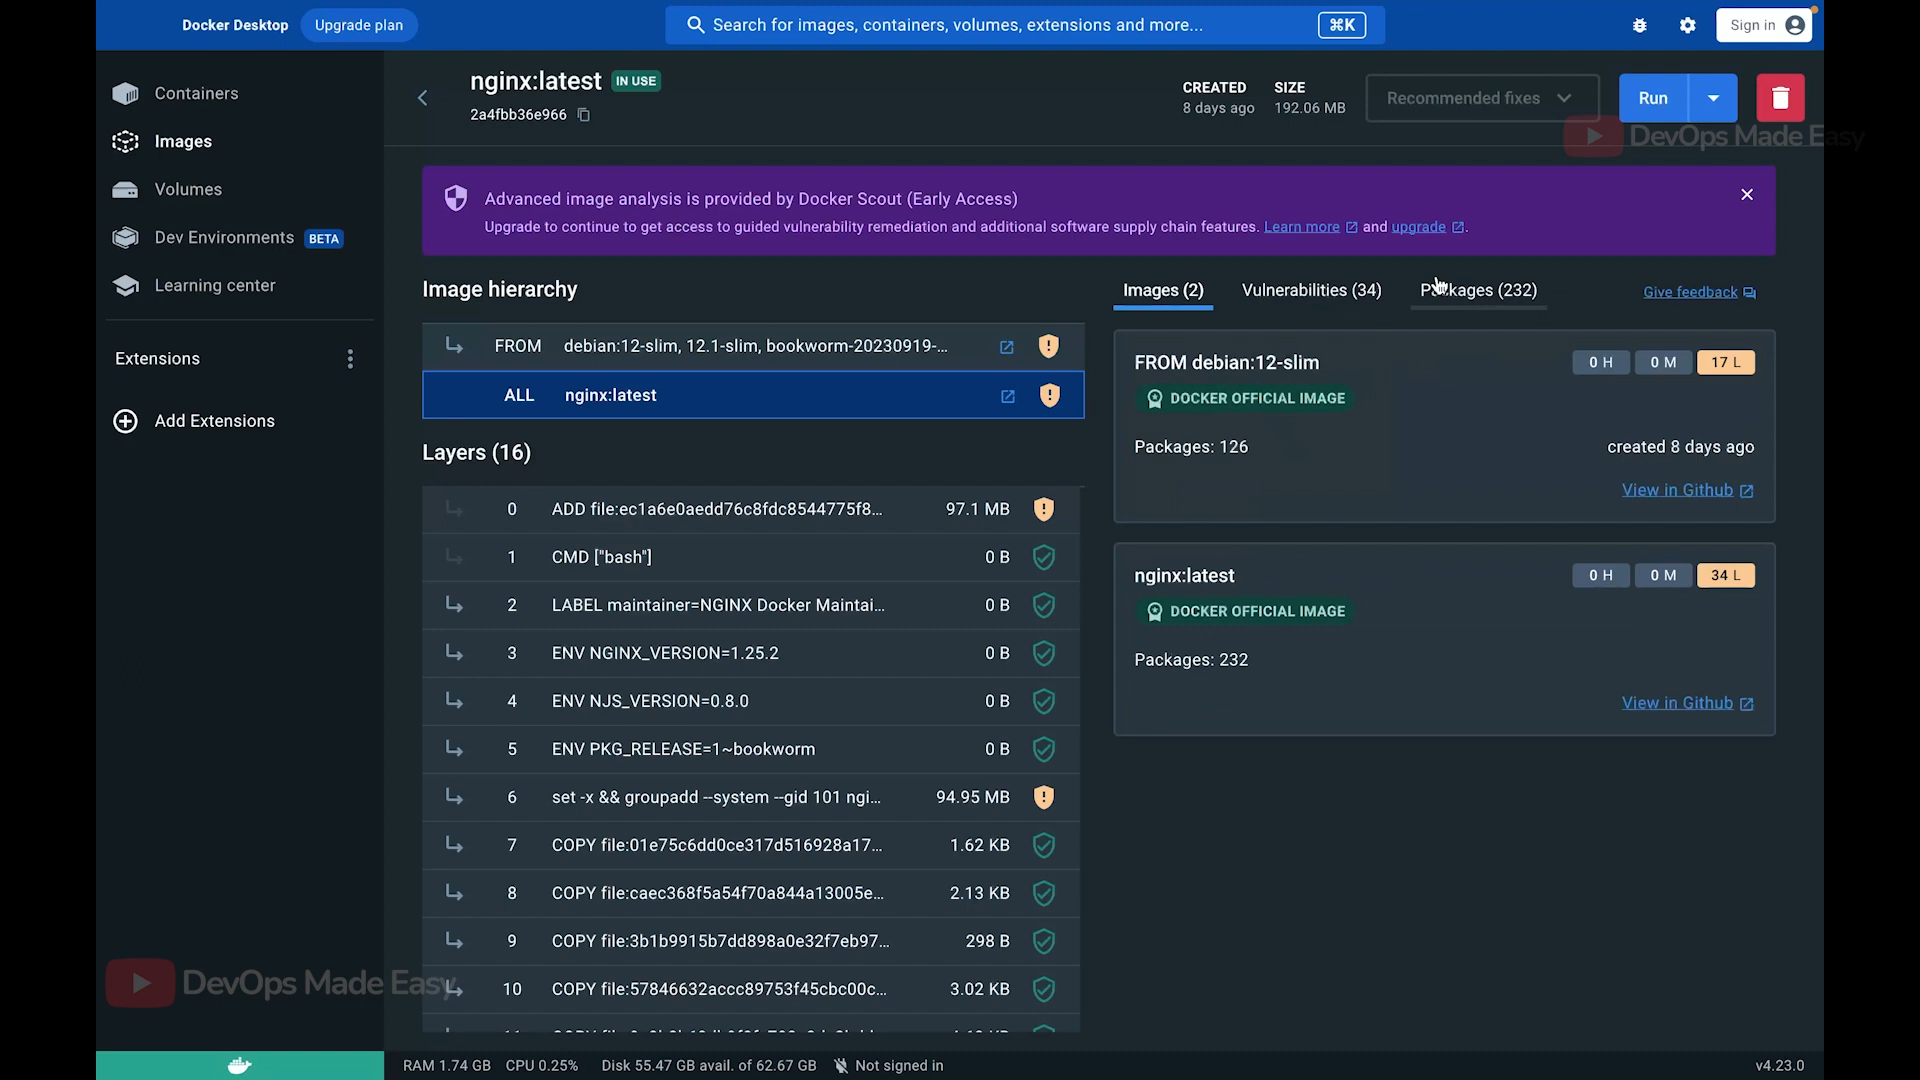 Docker Desktop
Upgrade plan
Search for images, containers, volumes, extensions and more...
⌘K
Sign in
Containers
Images
Volumes
Dev Environments BETA
Learning center
Extensions
Add Extensions
nginx:latest IN USE
2a4fbb36e966
CREATED
8 days ago
SIZE
192.06 MB
Recommended fixes
Run
DevOps Made Easy
Advanced image analysis is provided by Docker Scout (Early Access)
Upgrade to continue to get access to guided vulnerability remediation and additional software supply chain features. Learn more and upgrade.
Image hierarchy
FROM debian:12-slim, 12.1-slim, bookworm-20230919-...
ALL nginx:latest
Layers (16)
0 ADD file:ec1a6e0aedd76c8fdc8544775f8... 97.1 MB
1 CMD ["bash"] 0 B
2 LABEL maintainer=NGINX Docker Maintai... 0 B
3 ENV NGINX_VERSION=1.25.2 0 B
4 ENV NJS_VERSION=0.8.0 0 B
5 ENV PKG_RELEASE=1~bookworm 0 B
6 set -x && groupadd --system --gid 101 ngi... 94.95 MB
7 COPY file:01e75c6dd0ce317d516928a17... 1.62 KB
8 COPY file:caec368f5a54f70a844a13005e... 2.13 KB
9 COPY file:3b1b9915b7dd898a0e32f7eb97... 298 B
10 COPY file:57846632accc89753f45cbc00c... 3.02 KB
Images (2)
Vulnerabilities (34)
Packages (232)
Give feedback
FROM debian:12-slim
0 H 0 M 17 L
DOCKER OFFICIAL IMAGE
Packages: 126
created 8 days ago
View in Github
nginx:latest
0 H 0 M 34 L
DOCKER OFFICIAL IMAGE
Packages: 232
View in Github
DevOps Made Easy
RAM 1.74 GB CPU 0.25% Disk 55.47 GB avail. of 62.67 GB Not signed in
v4.23.0